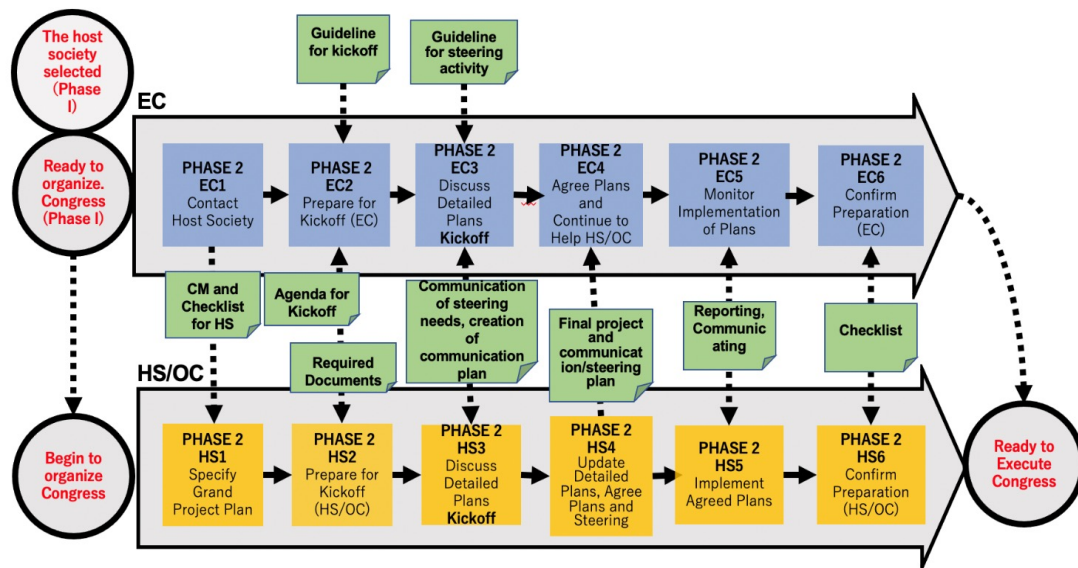 The host
society
selected
(Phase
I)
Guideline
for kickoff
Guideline
for steering
activity
EC
Ready to
organize.
Congress
(Phase I)
PHASE 2
EC1
Contact
Host Society
PHASE 2
EC2
Prepare for
Kickoff (EC)
PHASE 2
EC3
Discuss
Detailed
Plans
Kickoff
PHASE 2
EC4
Agree Plans
and
Continue to
Help HS/OC
PHASE 2
EC5
Monitor
Implementation
of Plans
PHASE 2
EC6
Confirm
Preparation
(EC)
CM and
Checklist
for HS
Agenda for
Kickoff
Required
Documents
Communication
of steering
needs, creation
of
communication
plan
Final project
and
communicat
ion/steering
plan
Reporting,
Communic
ating
Checklist
HS/OC
Begin to
organize
Congress
PHASE 2
HS1
Specify
Grand
Project Plan
PHASE 2
HS2
Prepare for
Kickoff
(HS/OC)
PHASE 2
HS3
Discuss
Detailed
Plans
Kickoff
PHASE 2
HS4
Update
Detailed
Plans, Agree
Plans and
Steering
PHASE 2
HS5
Implement
Agreed Plans
PHASE 2
HS6
Confirm
Preparation
(HS/OC)
Ready to
Execute
Congress